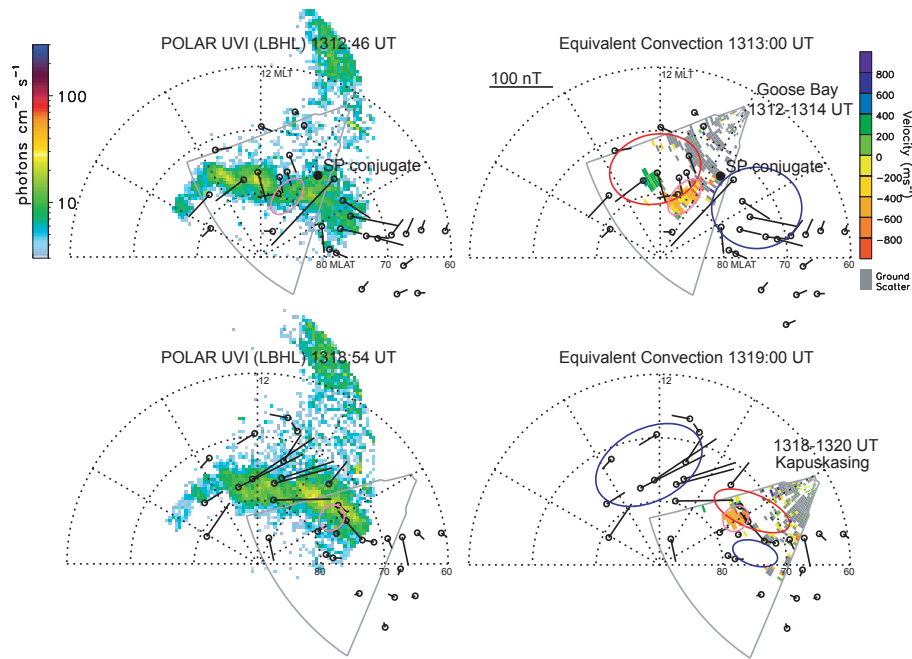 POLAR UVI (LBHL) 1312:46 UT
Equivalent Convection 1313:00 UT
photons cm⁻² s⁻¹
100
10
12 MLT
SP conjugate
80 MLAT
70
60
100 nT
12 MLT
Goose Bay
1312-1314 UT
SP conjugate
80 MLAT
70
60
800
600
400
200
0
−200
−400
−600
−800
Velocity (ms⁻¹)
Ground
Scatter
POLAR UVI (LBHL) 1318:54 UT
Equivalent Convection 1319:00 UT
12
80
70
60
12
1318-1320 UT
Kapuskasing
80
70
60